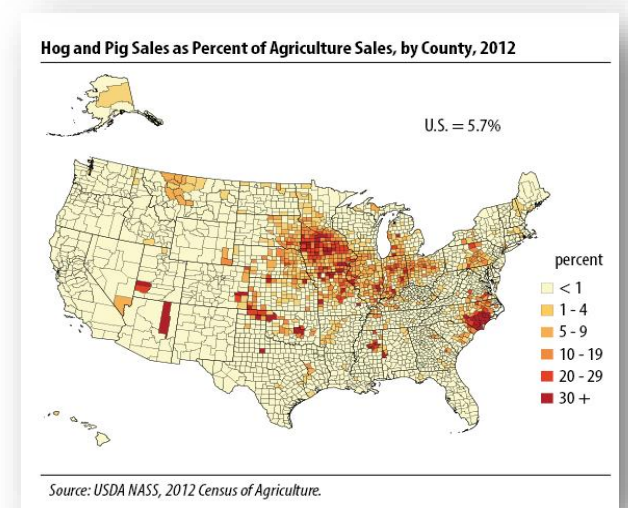 Hog and Pig Sales as Percent of Agriculture Sales, by County, 2012
U.S. = 5.7%
percent
< 1
1 - 4
5 - 9
10 - 19
20 - 29
30 +
Source: USDA NASS, 2012 Census of Agriculture.